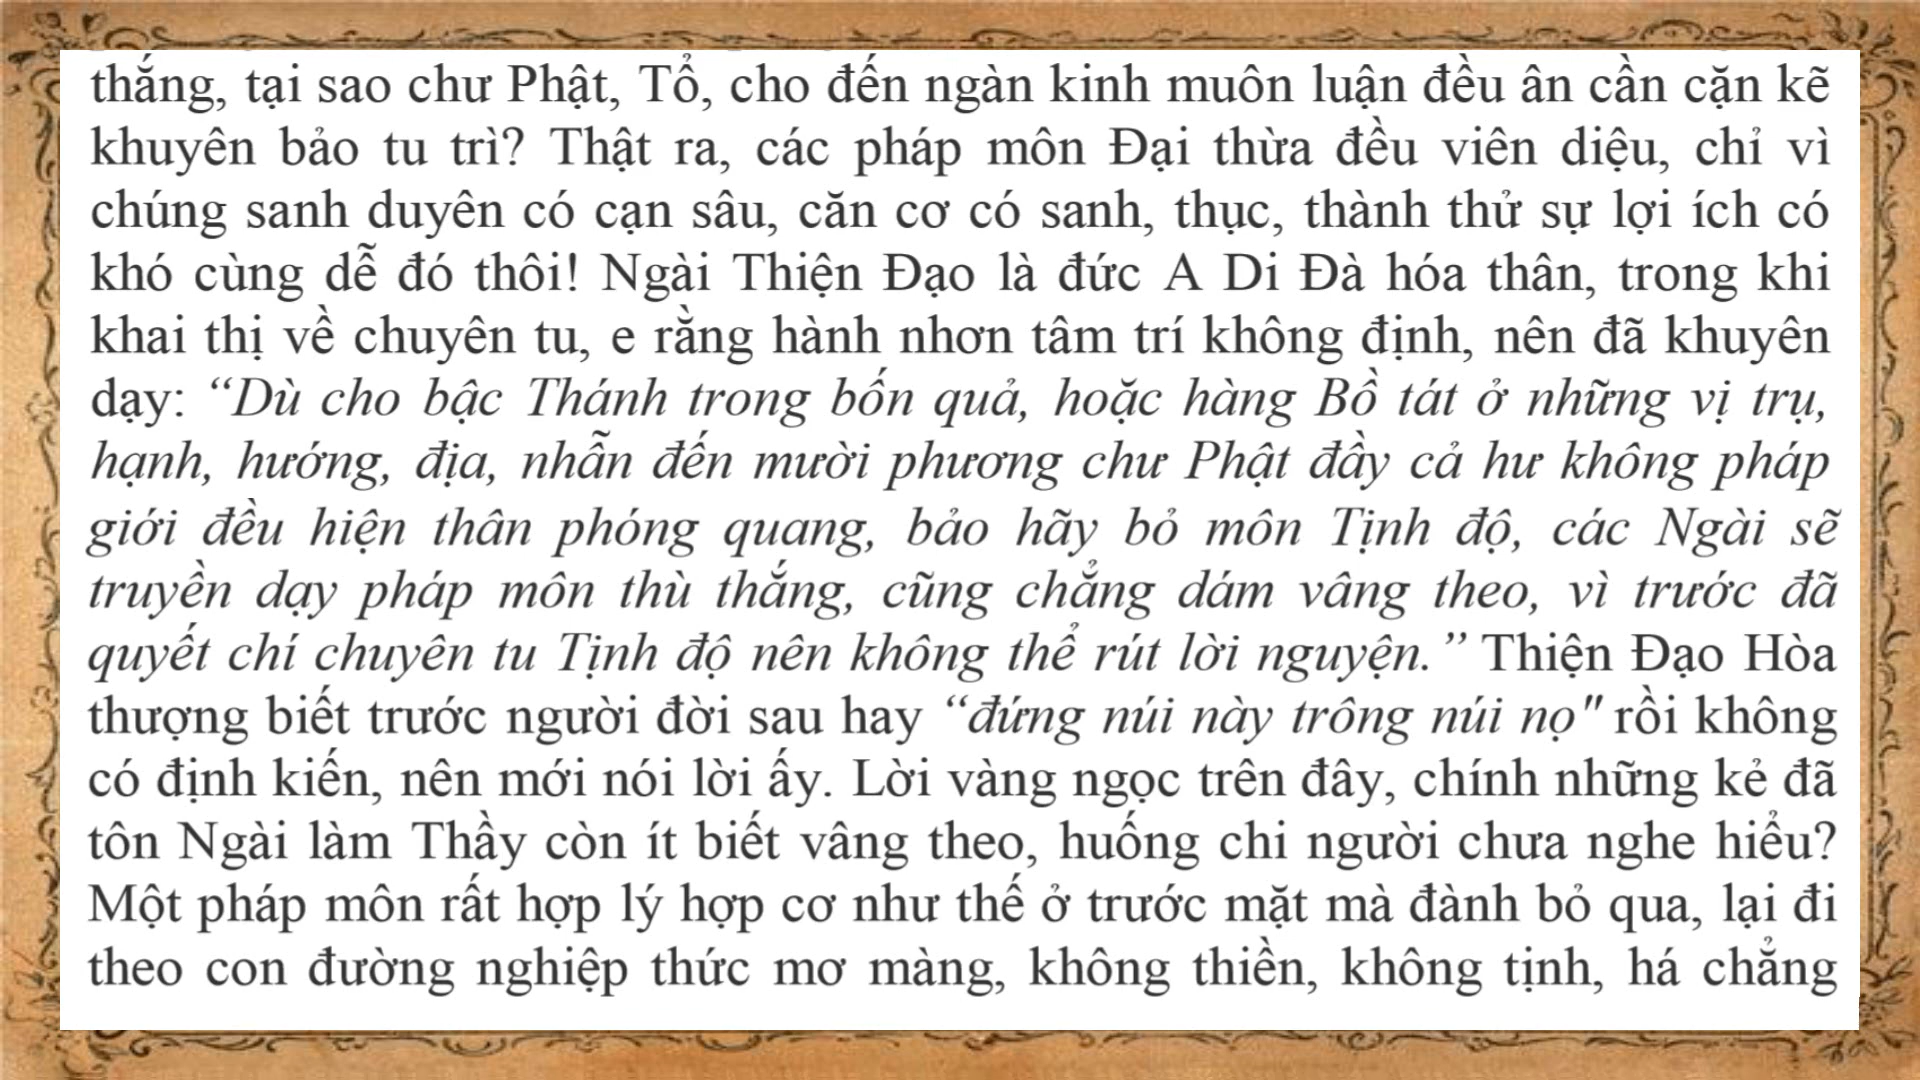 thắng, tại sao chư Phật, Tổ, cho đến ngàn kinh muôn luận đều ân cần cặn kẽ
khuyên bảo tu trì? Thật ra, các pháp môn Đại thừa đều viên diệu, chỉ vì
chúng sanh duyên có cạn sâu, căn cơ có sanh, thục, thành thử sự lợi ích có
khó cùng dễ đó thôi! Ngài Thiện Đạo là đức A Di Đà hóa thân, trong khi
khai thị về chuyên tu, e rằng hành nhơn tâm trí không định, nên đã khuyên
dạy: “Dù cho bậc Thánh trong bốn quả, hoặc hàng Bồ tát ở những vị trụ,
hạnh, hướng, địa, nhẫn đến mười phương chư Phật đầy cả hư không pháp
giới đều hiện thân phóng quang, bảo hãy bỏ môn Tịnh độ, các Ngài sẽ
truyền dạy pháp môn thù thắng, cũng chẳng dám vâng theo, vì trước đã
quyết chí chuyên tu Tịnh độ nên không thể rút lời nguyện.” Thiện Đạo Hòa
thượng biết trước người đời sau hay “đứng núi này trông núi nọ" rồi không
có định kiến, nên mới nói lời ấy. Lời vàng ngọc trên đây, chính những kẻ đã
tôn Ngài làm Thầy còn ít biết vâng theo, huống chi người chưa nghe hiểu?
Một pháp môn rất hợp lý hợp cơ như thế ở trước mặt mà đành bỏ qua, lại đi
theo con đường nghiệp thức mơ màng, không thiền, không tịnh, há chẳng